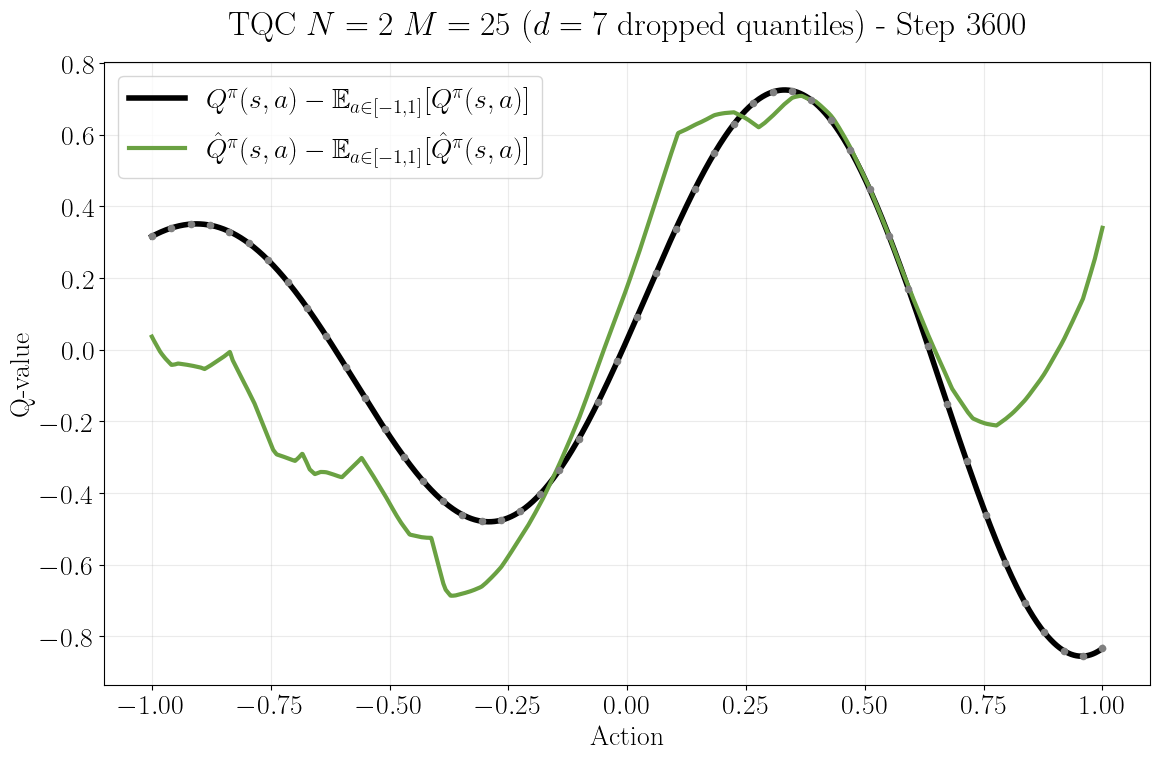 TQC N = 2 M = 25 (d = 7 dropped quantiles) - Step 3600
Q^π(s, a) − 𝔼_{a∈[−1,1]}[Q^π(s, a)]
Q̂^π(s, a) − 𝔼_{a∈[−1,1]}[Q̂^π(s, a)]
0.8
0.6
0.4
0.2
0.0
−0.2
−0.4
−0.6
−0.8
Q-value
−1.00 −0.75 −0.50 −0.25 0.00 0.25 0.50 0.75 1.00
Action